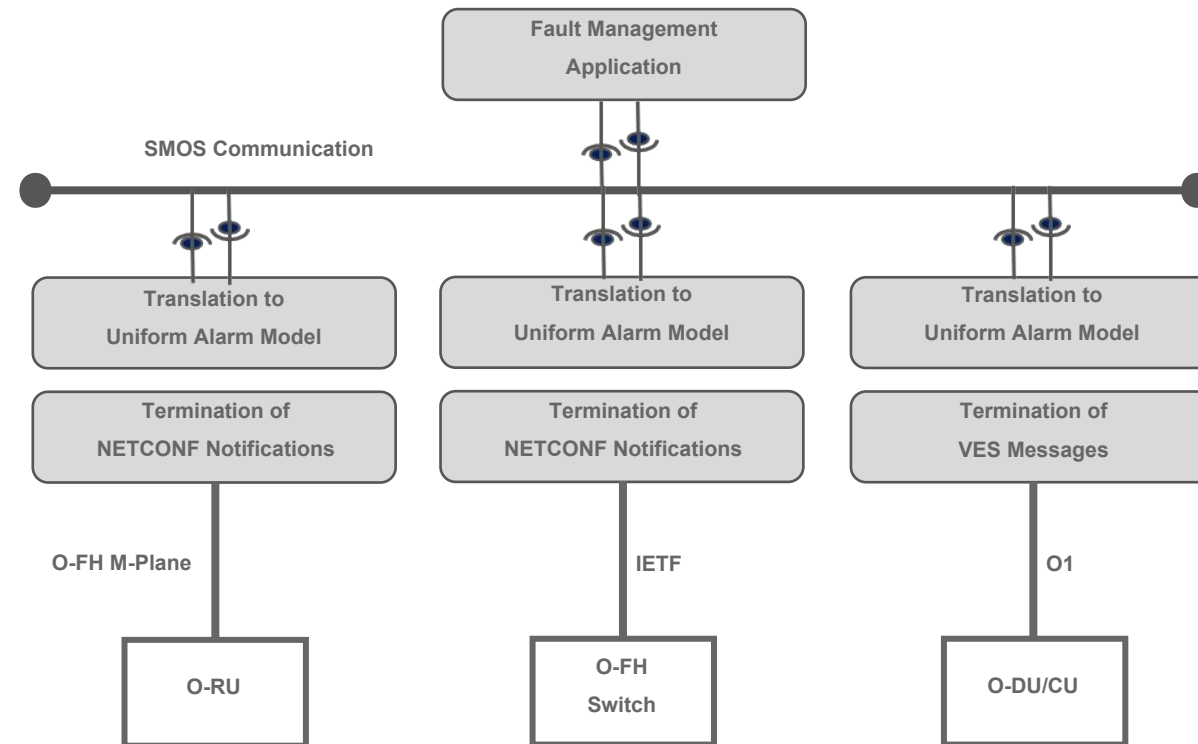 Fault Management
Application
SMOS Communication
Translation to
Uniform Alarm Model
Translation to
Uniform Alarm Model
Translation to
Uniform Alarm Model
Termination of
NETCONF Notifications
Termination of
NETCONF Notifications
Termination of
VES Messages
O-FH M-Plane
IETF
O1
O-RU
O-FH
Switch
O-DU/CU